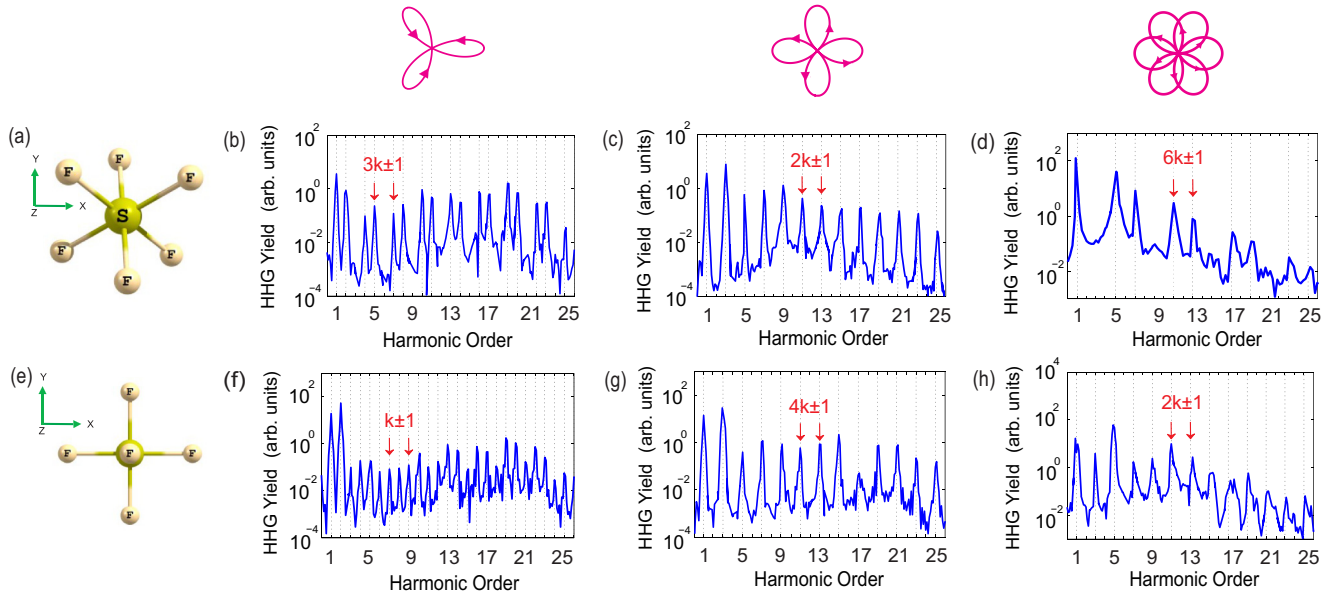 (a)
Y
Z
X
F
F
F
S
F
F
F
(b)
HHG Yield (arb. units)
10^2
10^0
10^-2
10^-4
3k±1
1 5 9 13 17 21 25
Harmonic Order
(c)
HHG Yield (arb. units)
10^2
10^0
10^-2
10^-4
2k±1
1 5 9 13 17 21 25
Harmonic Order
(d)
HHG Yield (arb. units)
10^2
10^0
10^-2
6k±1
1 5 9 13 17 21 25
Harmonic Order
(e)
Y
Z
X
F
F
F
F
F
(f)
HHG Yield (arb. units)
10^2
10^0
10^-2
10^-4
k±1
1 5 9 13 17 21 25
Harmonic Order
(g)
HHG Yield (arb. units)
10^2
10^0
10^-2
10^-4
4k±1
1 5 9 13 17 21 25
Harmonic Order
(h)
HHG Yield (arb. units)
10^4
10^2
10^0
10^-2
2k±1
1 5 9 13 17 21 25
Harmonic Order